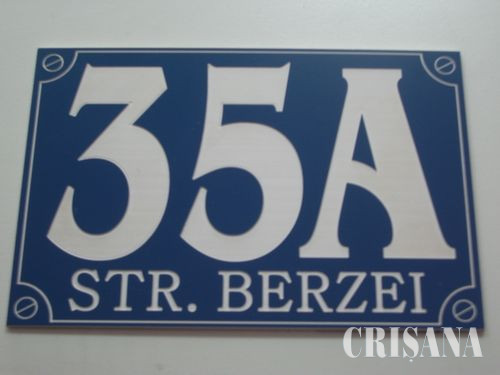 35A
STR. BERZEI
CRIȘANA